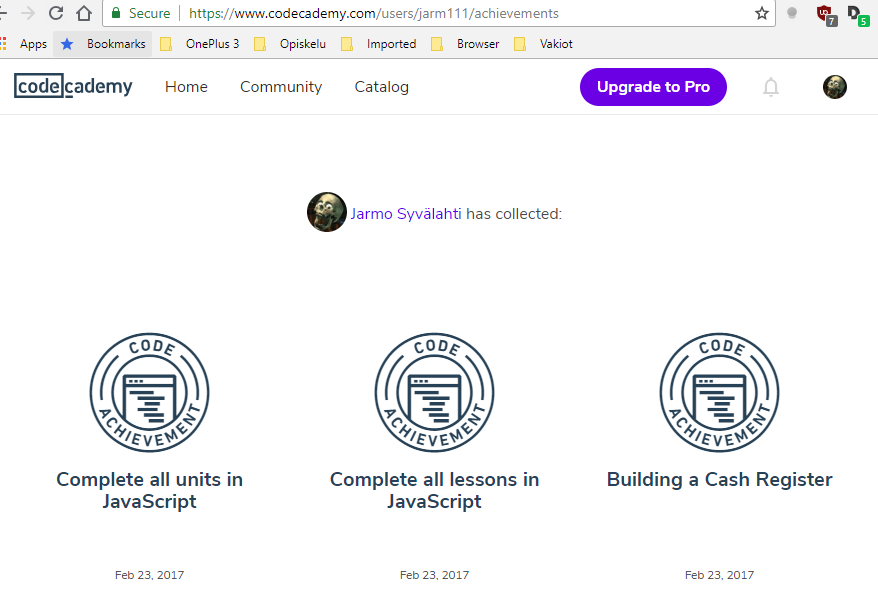 Secure https://www.codecademy.com/users/jarm111/achievements
7 5
Apps Bookmarks OnePlus 3 Opiskelu Imported Browser Vakiot
codecademy Home Community Catalog Upgrade to Pro
Jarmo Syvälahti has collected:
CODE ACHIEVEMENT CODE ACHIEVEMENT CODE ACHIEVEMENT
Complete all units in Complete all lessons in Building a Cash Register
JavaScript JavaScript
Feb 23, 2017 Feb 23, 2017 Feb 23, 2017